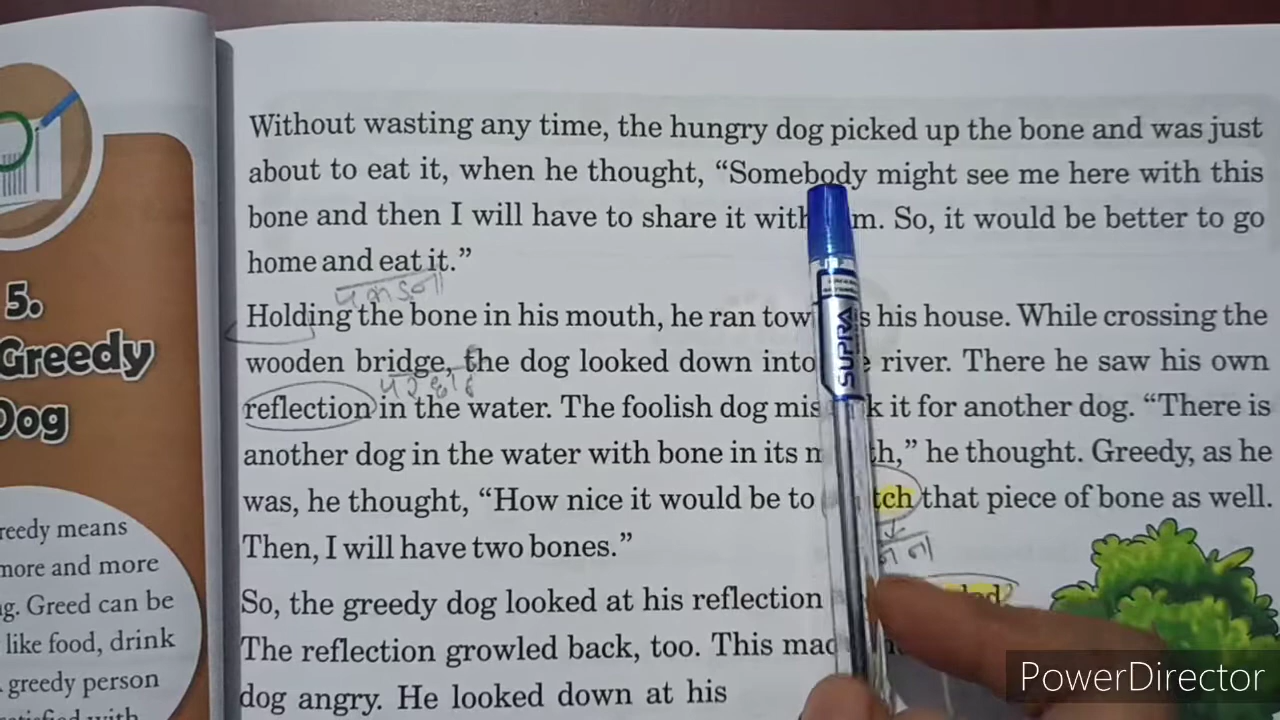 Without wasting any time, the hungry dog picked up the bone and was just
about to eat it, when he thought, “Somebody might see me here with this
bone and then I will have to share it with m. So, it would be better to go
home and eat it.”
पकडना
Holding the bone in his mouth, he ran tow s his house. While crossing the
wooden bridge, the dog looked down into river. There he saw his own
reflection in the water. The foolish dog mis k it for another dog. “There is
another dog in the water with bone in its m th,” he thought. Greedy, as he
was, he thought, “How nice it would be to tch that piece of bone as well.
Then, I will have two bones.”
So, the greedy dog looked at his reflection
The reflection growled back, too. This mad
dog angry. He looked down at his
5.
Greedy
Dog
reedy means
more and more
g. Greed can be
like food, drink
greedy person
SUPRA
PowerDirector